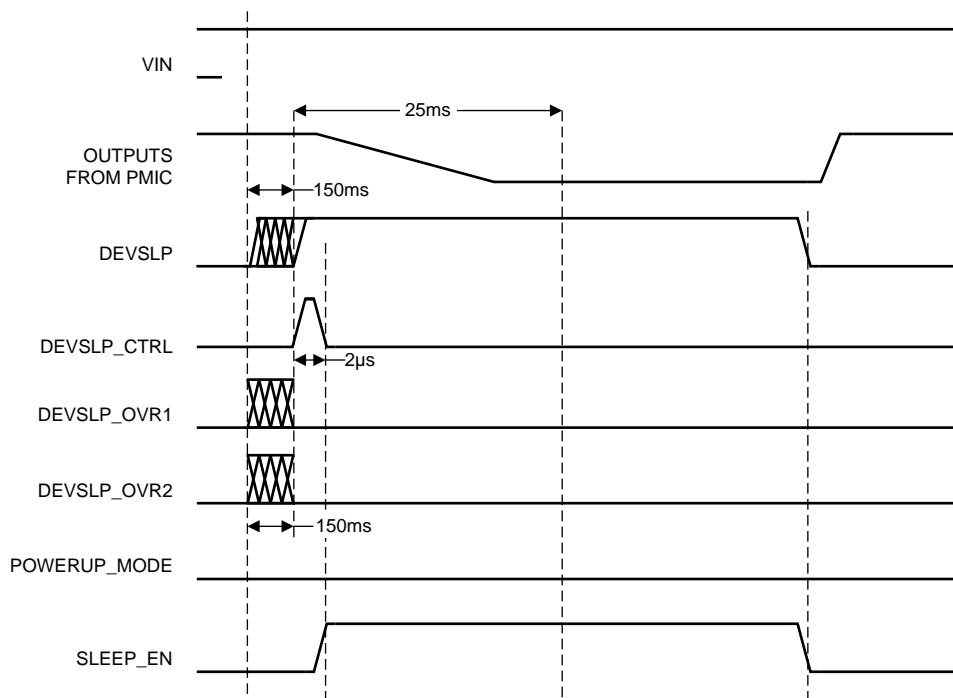 VIN
25ms
OUTPUTS
FROM PMIC
150ms
DEVSLP
DEVSLP_CTRL
2µs
DEVSLP_OVR1
DEVSLP_OVR2
150ms
POWERUP_MODE
SLEEP_EN